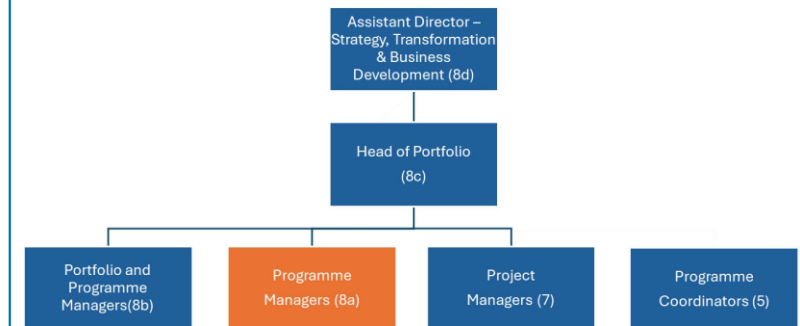 Assistant Director –
Strategy, Transformation
& Business
Development (8d)
Head of Portfolio
(8c)
Portfolio and
Programme
Managers(8b)
Programme
Managers (8a)
Project
Managers (7)
Programme
Coordinators (5)